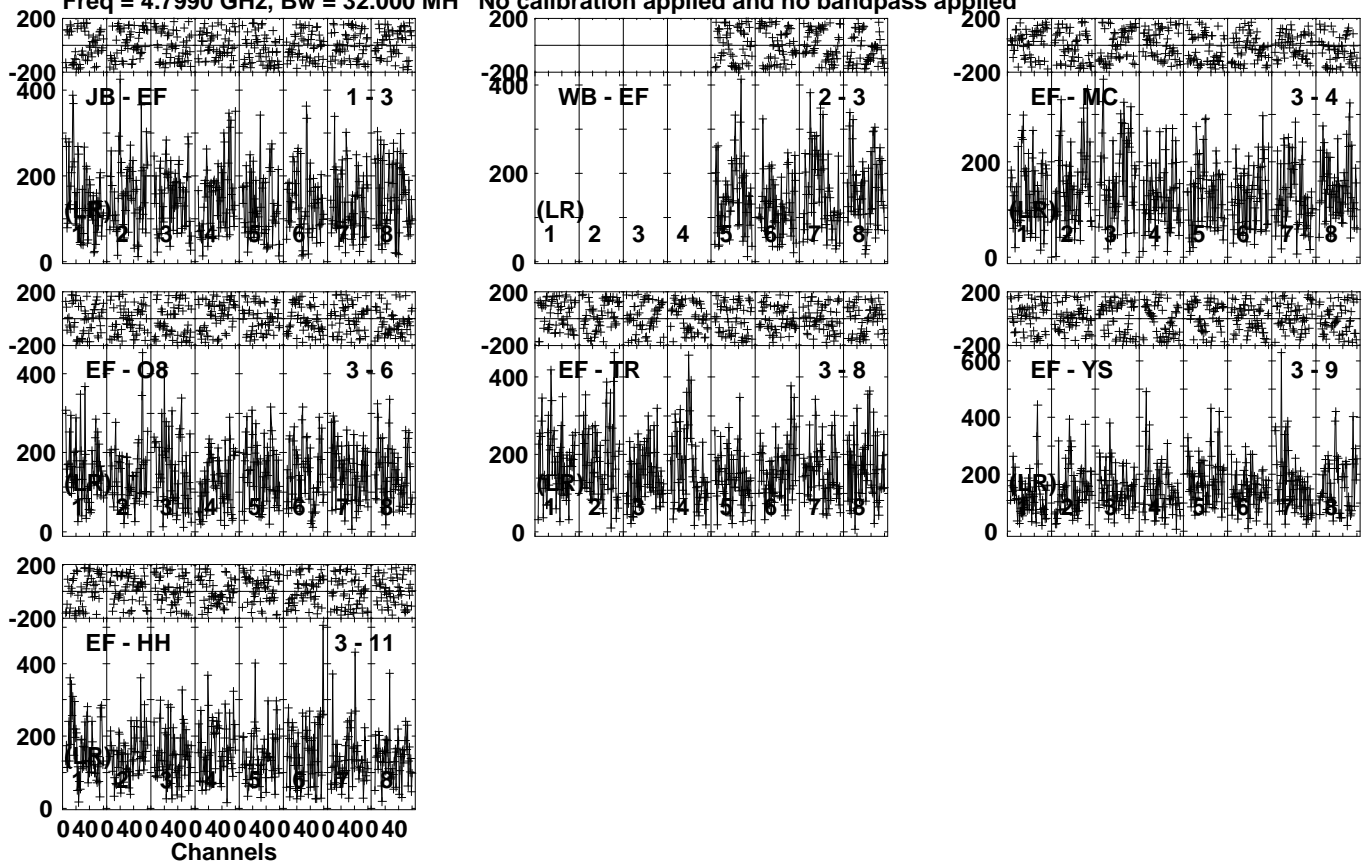 Freq = 4.7990 GHz, Bw = 32.000 MH No calibration applied and no bandpass applied
200
-200
400
200
0
JB - EF 1 - 3
(LR)
1 2 3 4 5 6 7 8
200
-200
400
200
0
WB - EF 2 - 3
(LR)
1 2 3 4 5 6 7 8
200
-200
200
0
EF - MC 3 - 4
(LR)
1 2 3 4 5 6 7 8
200
-200
400
200
0
EF - O8 3 - 6
(LR)
1 2 3 4 5 6 7 8
200
-200
400
200
0
EF - TR 3 - 8
(LR)
1 2 3 4 5 6 7 8
200
-200
600
400
200
0
EF - YS 3 - 9
(LR)
1 2 3 4 5 6 7 8
200
-200
400
200
0
EF - HH 3 - 11
(LR)
1 2 3 4 5 6 7 8
0 40 0 40 0 40 0 40 0 40 0 40 0 40 0 40
Channels